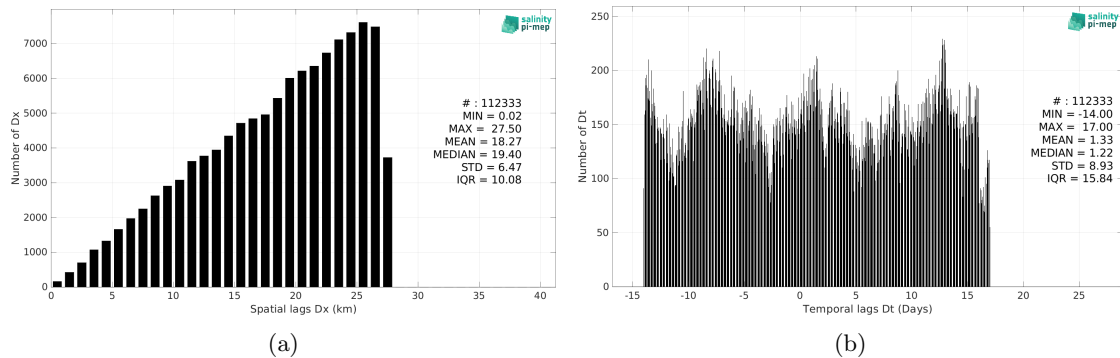 7000
6000
5000
4000
3000
2000
1000
0
Number of Dx
0 5 10 15 20 25 30 35 40
Spatial lags Dx (km)
salinity
pi-mep
# : 112333
MIN = 0.02
MAX = 27.50
MEAN = 18.27
MEDIAN = 19.40
STD = 6.47
IQR = 10.08
(a)
250
200
150
100
50
0
Number of Dt
-15 -10 -5 0 5 10 15 20 25
Temporal lags Dt (Days)
salinity
pi-mep
# : 112333
MIN = -14.00
MAX = 17.00
MEAN = 1.33
MEDIAN = 1.22
STD = 8.93
IQR = 15.84
(b)